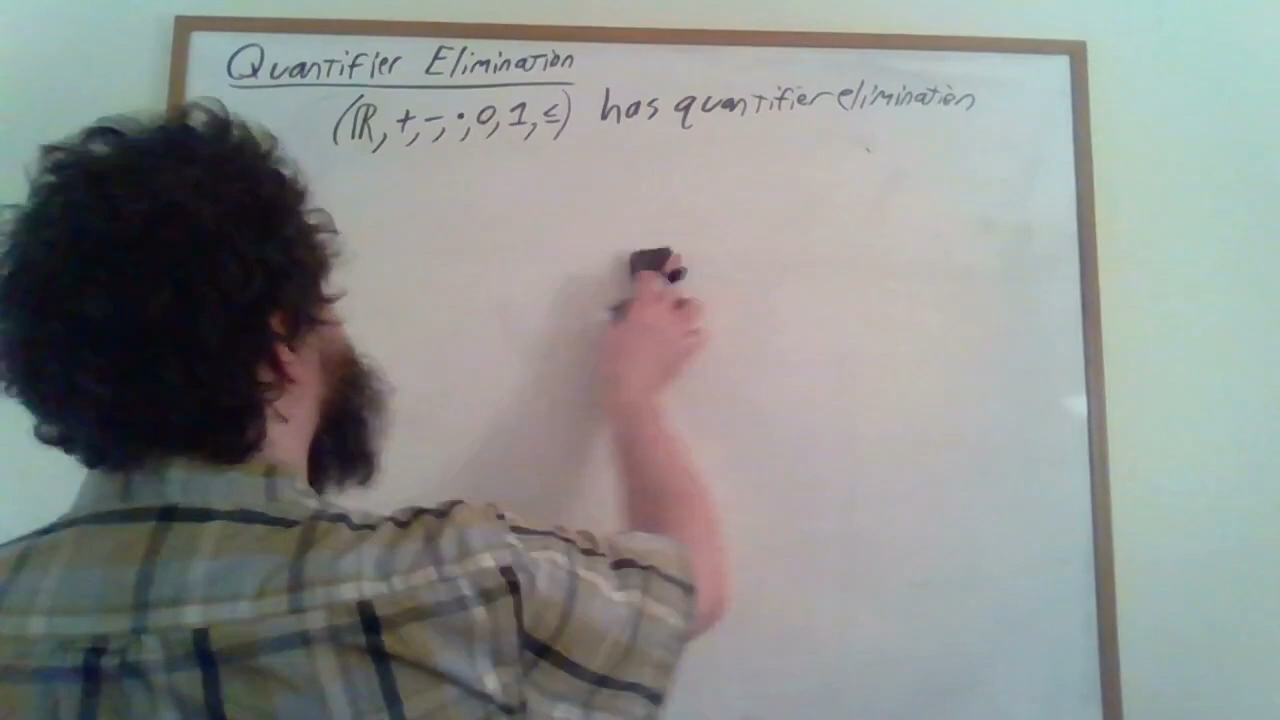 Quantifier Elimination
(ℝ, +, -, ·, 0, 1, ≤) has quantifier elimination